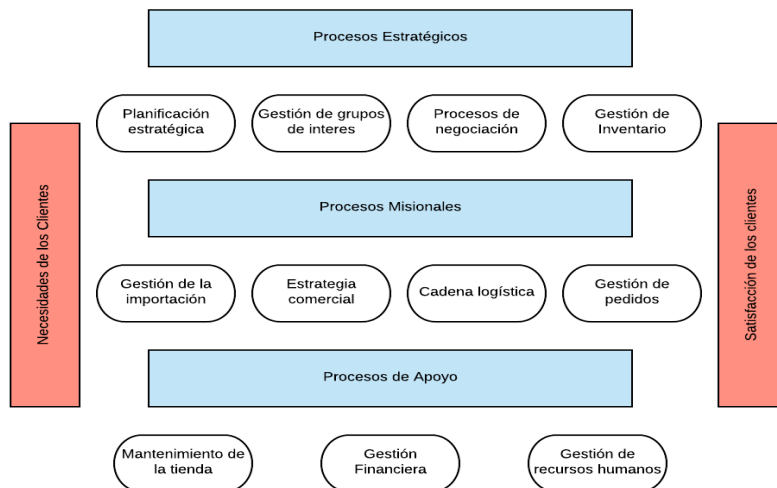 Procesos Estratégicos
Planificación
estratégica
Gestión de grupos
de interes
Procesos de
negociación
Gestión de
Inventario
Necesidades de los Clientes
Satisfacción de los clientes
Procesos Misionales
Gestión de la
importación
Estrategia
comercial
Cadena logística
Gestión de
pedidos
Procesos de Apoyo
Mantenimiento de
la tienda
Gestión
Financiera
Gestión de
recursos humanos